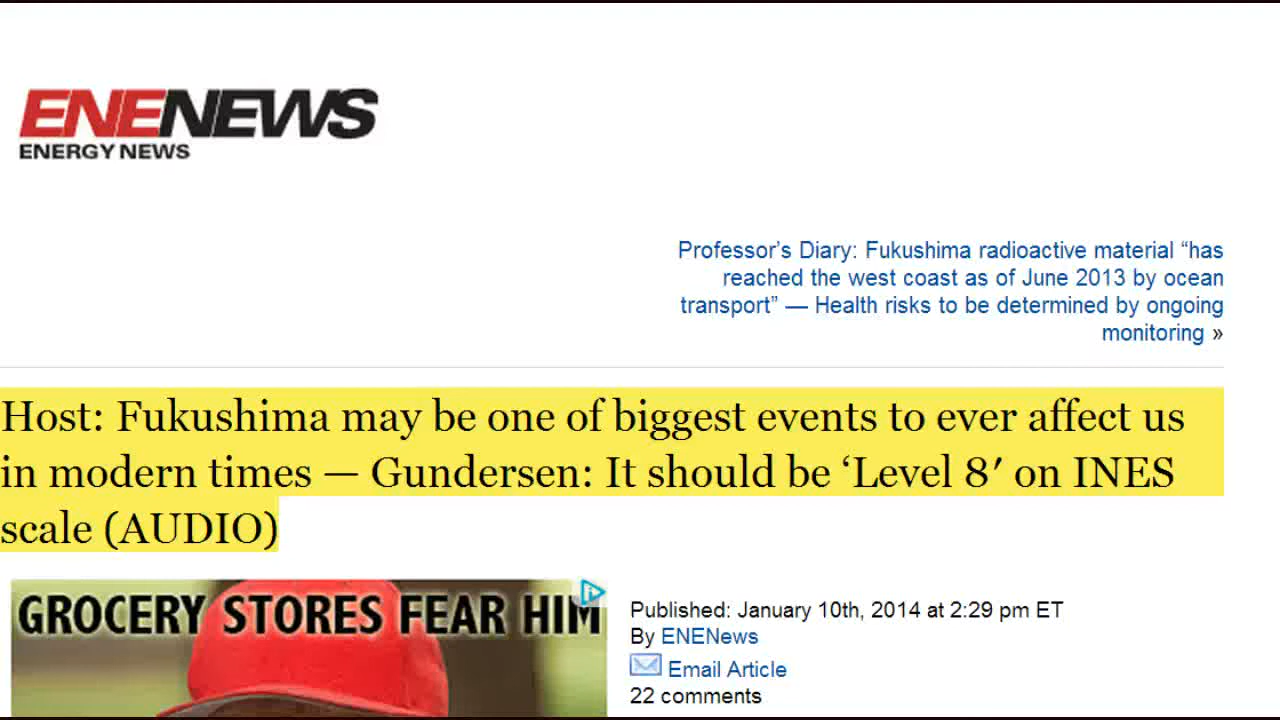 ENENEWS
ENERGY NEWS
Professor’s Diary: Fukushima radioactive material “has
reached the west coast as of June 2013 by ocean
transport” — Health risks to be determined by ongoing
monitoring »
Host: Fukushima may be one of biggest events to ever affect us
in modern times — Gundersen: It should be ‘Level 8′ on INES
scale (AUDIO)
GROCERY STORES FEAR HIM
Published: January 10th, 2014 at 2:29 pm ET
By ENENews
Email Article
22 comments